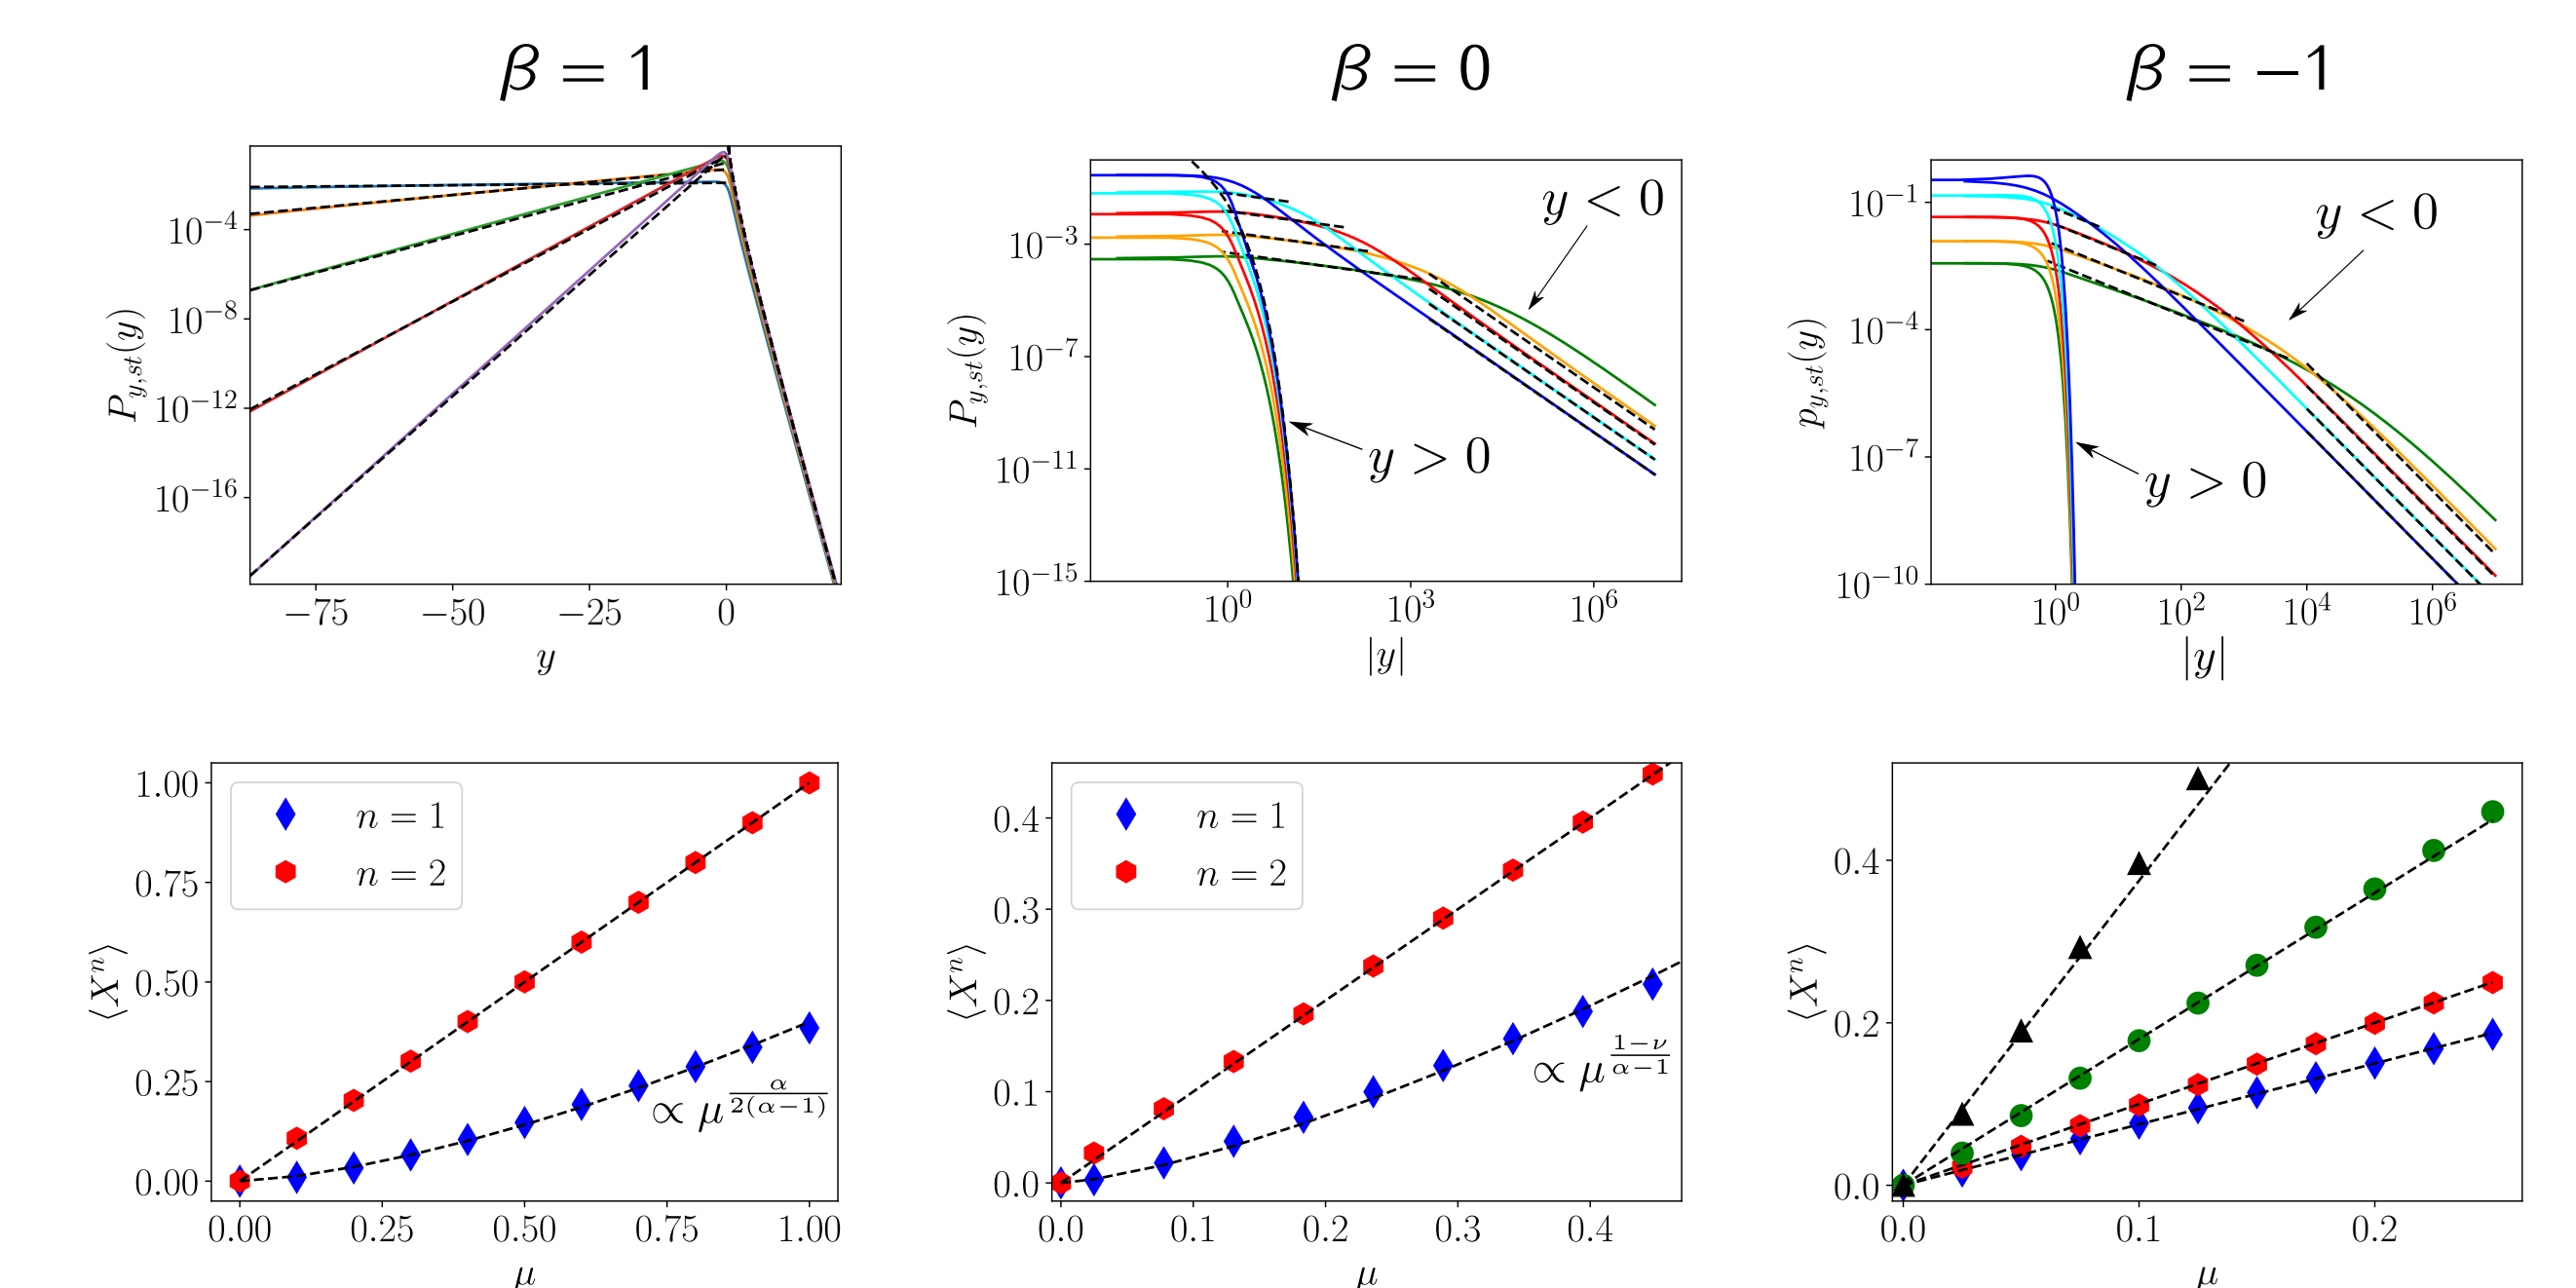 β = 1
β = 0
β = −1
P_{y,st}(y)
10^{−4}
10^{−8}
10^{−12}
10^{−16}
−75 −50 −25 0
y
P_{y,st}(y)
10^{−3}
10^{−7}
10^{−11}
10^{−15}
y < 0
y > 0
10^0 10^3 10^6
|y|
p_{y,st}(y)
10^{−1}
10^{−4}
10^{−7}
10^{−10}
y < 0
y > 0
10^0 10^2 10^4 10^6
|y|
⟨X^n⟩
1.00
0.75
0.50
0.25
0.00
n = 1
n = 2
∝ μ^{\frac{α}{2(α−1)}}
0.00 0.25 0.50 0.75 1.00
μ
⟨X^n⟩
0.4
0.3
0.2
0.1
0.0
n = 1
n = 2
∝ μ^{\frac{1−ν}{α−1}}
0.0 0.1 0.2 0.3 0.4
μ
⟨X^n⟩
0.4
0.2
0.0
0.0 0.1 0.2
μ